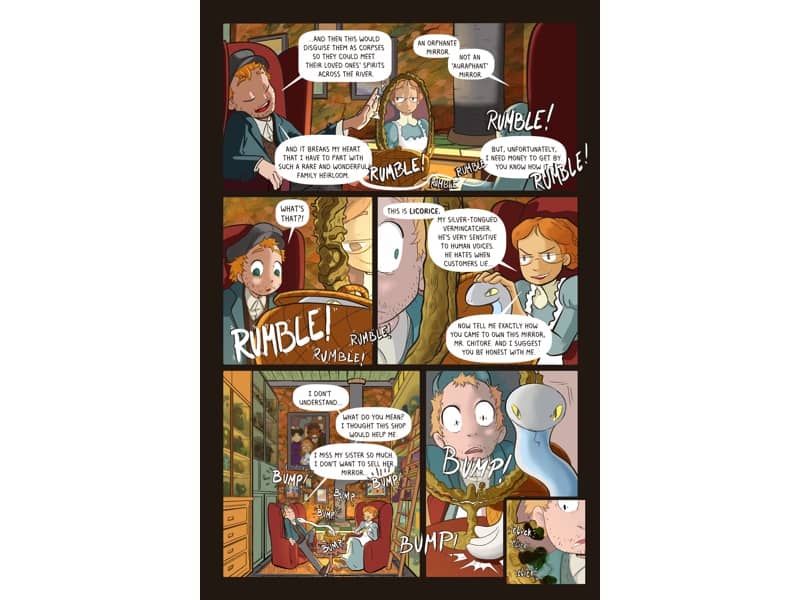 ...AND THEN THIS WOULD
DISGUISE THEM AS CORPSES
SO THEY COULD MEET
THEIR LOVED ONES' SPIRITS
ACROSS THE RIVER.
AN ORPHANTE
MIRROR.
NOT AN
'AURAPHANT'
MIRROR.
RUMBLE!
AND IT BREAKS MY HEART
THAT I HAVE TO PART WITH
SUCH A RARE AND WONDERFUL
FAMILY HEIRLOOM.
RUMBLE!
RUMBLE
RUMBLE
BUT, UNFORTUNATELY,
I NEED MONEY TO GET BY.
YOU KNOW HOW IT
RUMBLE!
WHAT'S
THAT?!
RUMBLE!
RUMBLE!
RUMBLE!
THIS IS LICORICE,
MY SILVER-TONGUED
VERMINCATCHER.
HE'S VERY SENSITIVE
TO HUMAN VOICES.
HE HATES WHEN
CUSTOMERS LIE.
NOW TELL ME EXACTLY HOW
YOU CAME TO OWN THIS MIRROR,
MR. CHITORE. AND I SUGGEST
YOU BE HONEST WITH ME.
I DON'T
UNDERSTAND...
WHAT DO YOU MEAN?
I THOUGHT THIS SHOP
WOULD HELP ME.
I MISS MY SISTER SO MUCH.
I DON'T WANT TO SELL HER
MIRROR.
BUMP!
BUMP!
BUMP
BUMP!
BUMP
BUMP!
BUMP!
CLICK
CLICK